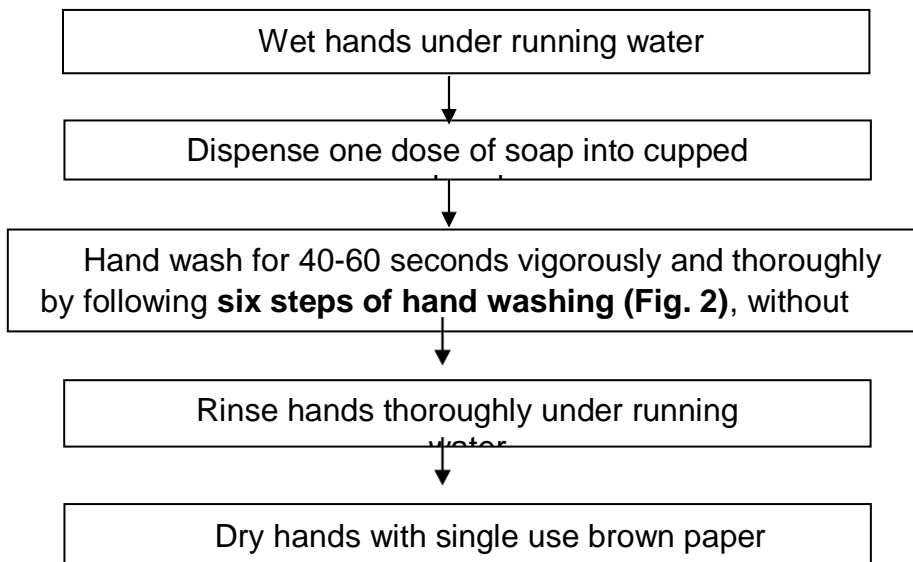 Wet hands under running water
Dispense one dose of soap into cupped
Hand wash for 40-60 seconds vigorously and thoroughly
by following six steps of hand washing (Fig. 2), without
Rinse hands thoroughly under running
water
Dry hands with single use brown paper